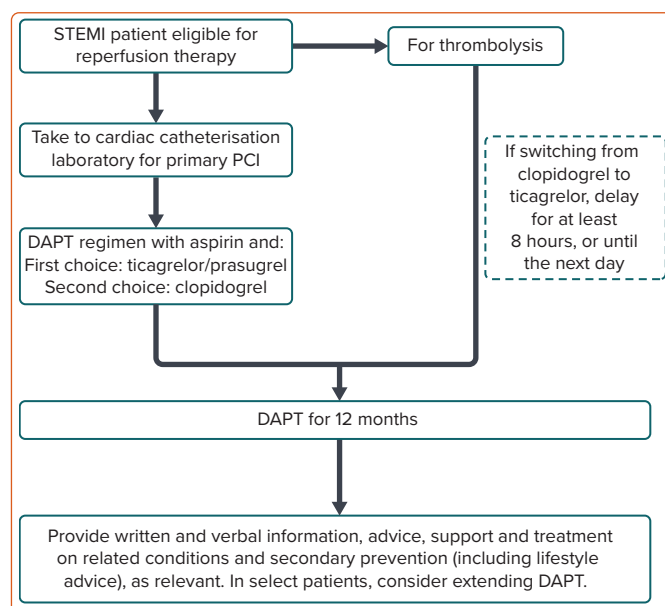 STEMI patient eligible for
reperfusion therapy
For thrombolysis
Take to cardiac catheterisation
laboratory for primary PCI
If switching from
clopidogrel to
ticagrelor, delay
for at least
8 hours, or until
the next day
DAPT regimen with aspirin and:
First choice: ticagrelor/prasugrel
Second choice: clopidogrel
DAPT for 12 months
Provide written and verbal information, advice, support and treatment
on related conditions and secondary prevention (including lifestyle
advice), as relevant. In select patients, consider extending DAPT.